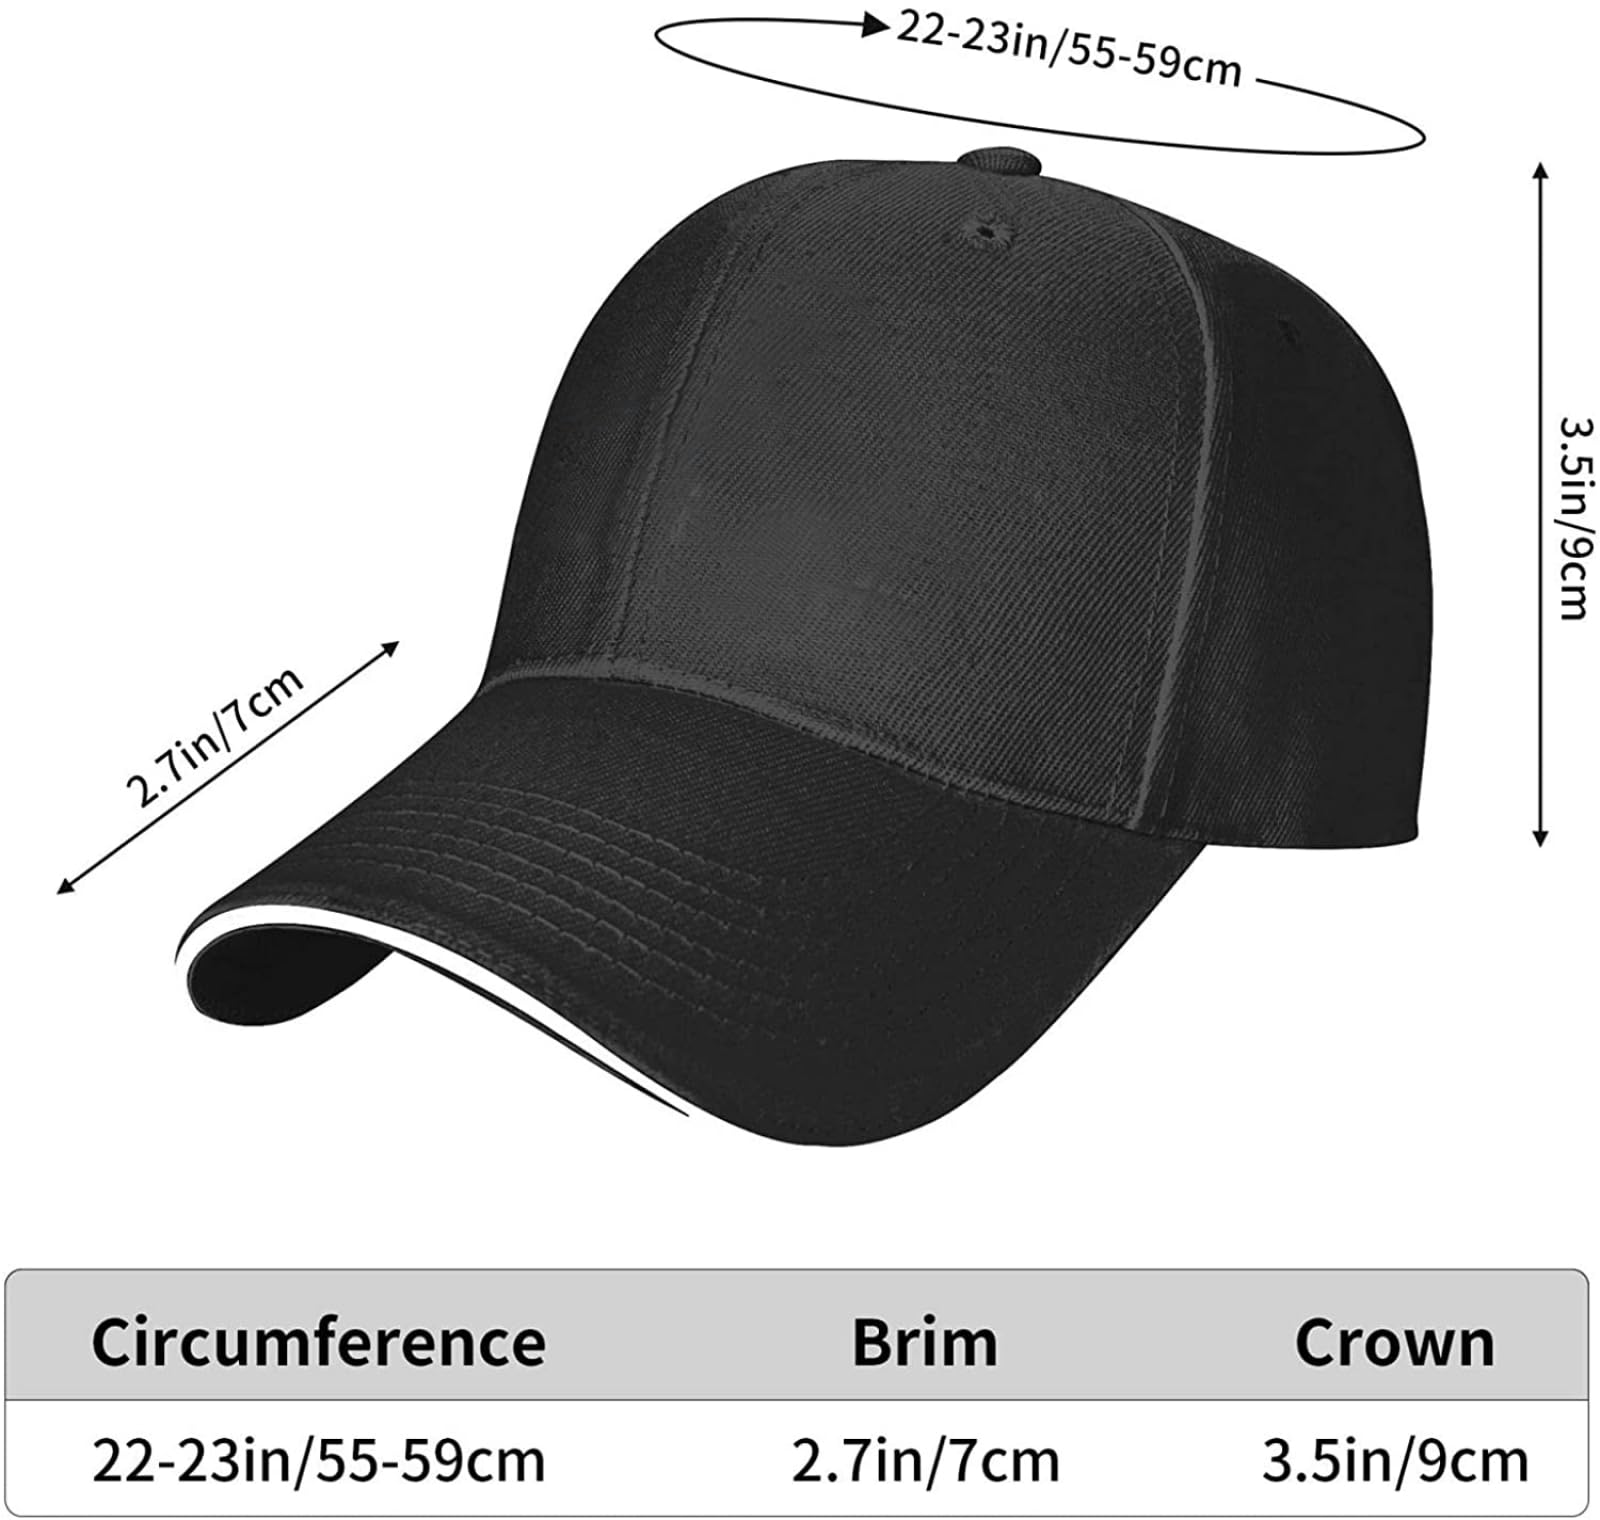 22-23in/55-59cm
3.5in/9cm
2.7in/7cm
Circumference Brim Crown
22-23in/55-59cm 2.7in/7cm 3.5in/9cm